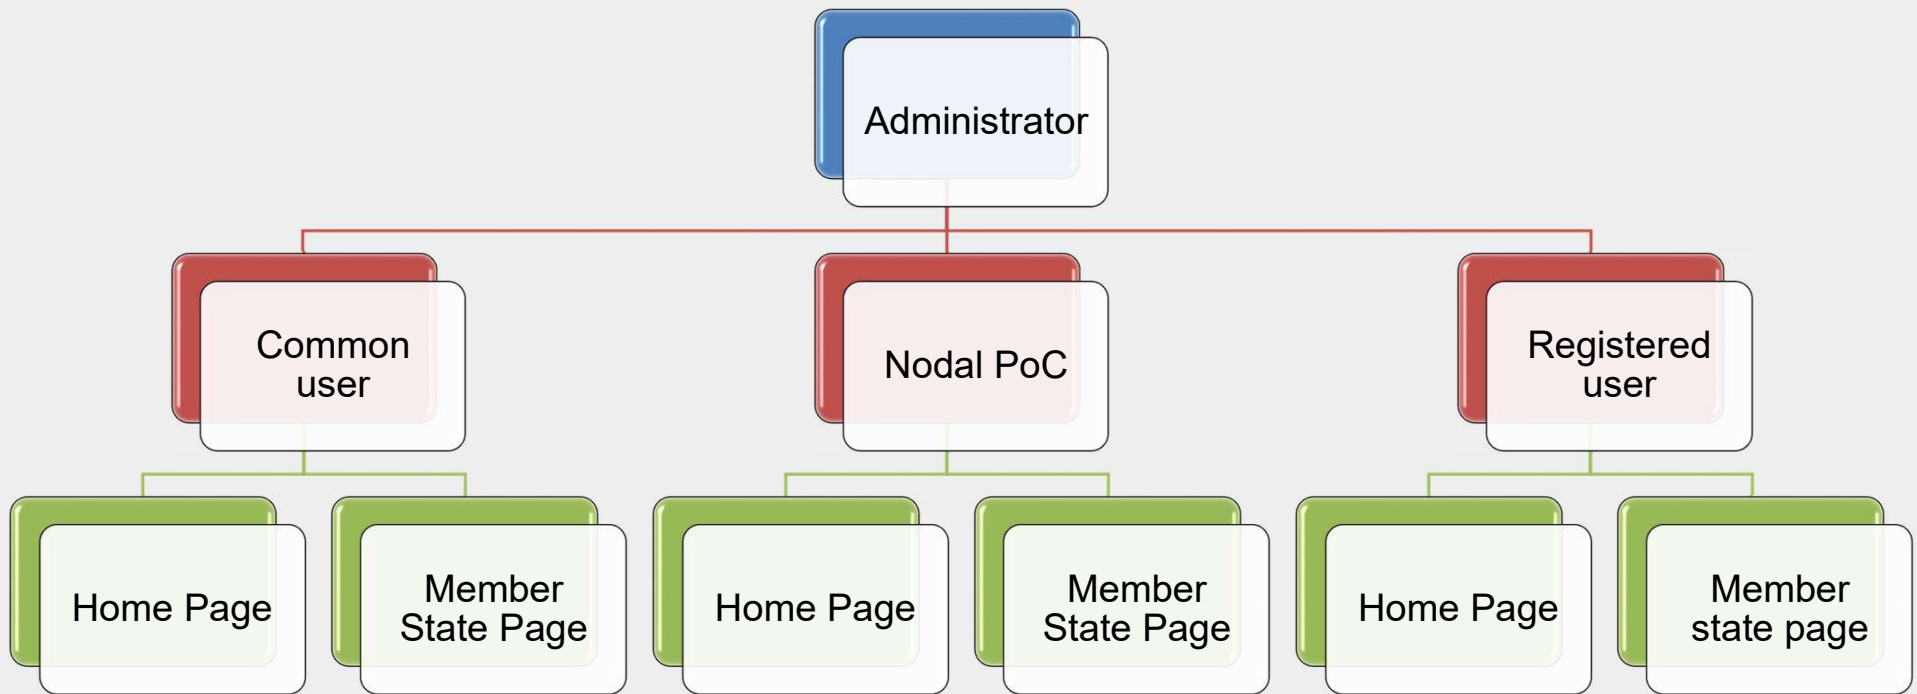 Administrator
Common
user
Nodal PoC
Registered
user
Home Page
Member
State Page
Home Page
Member
State Page
Home Page
Member
state page